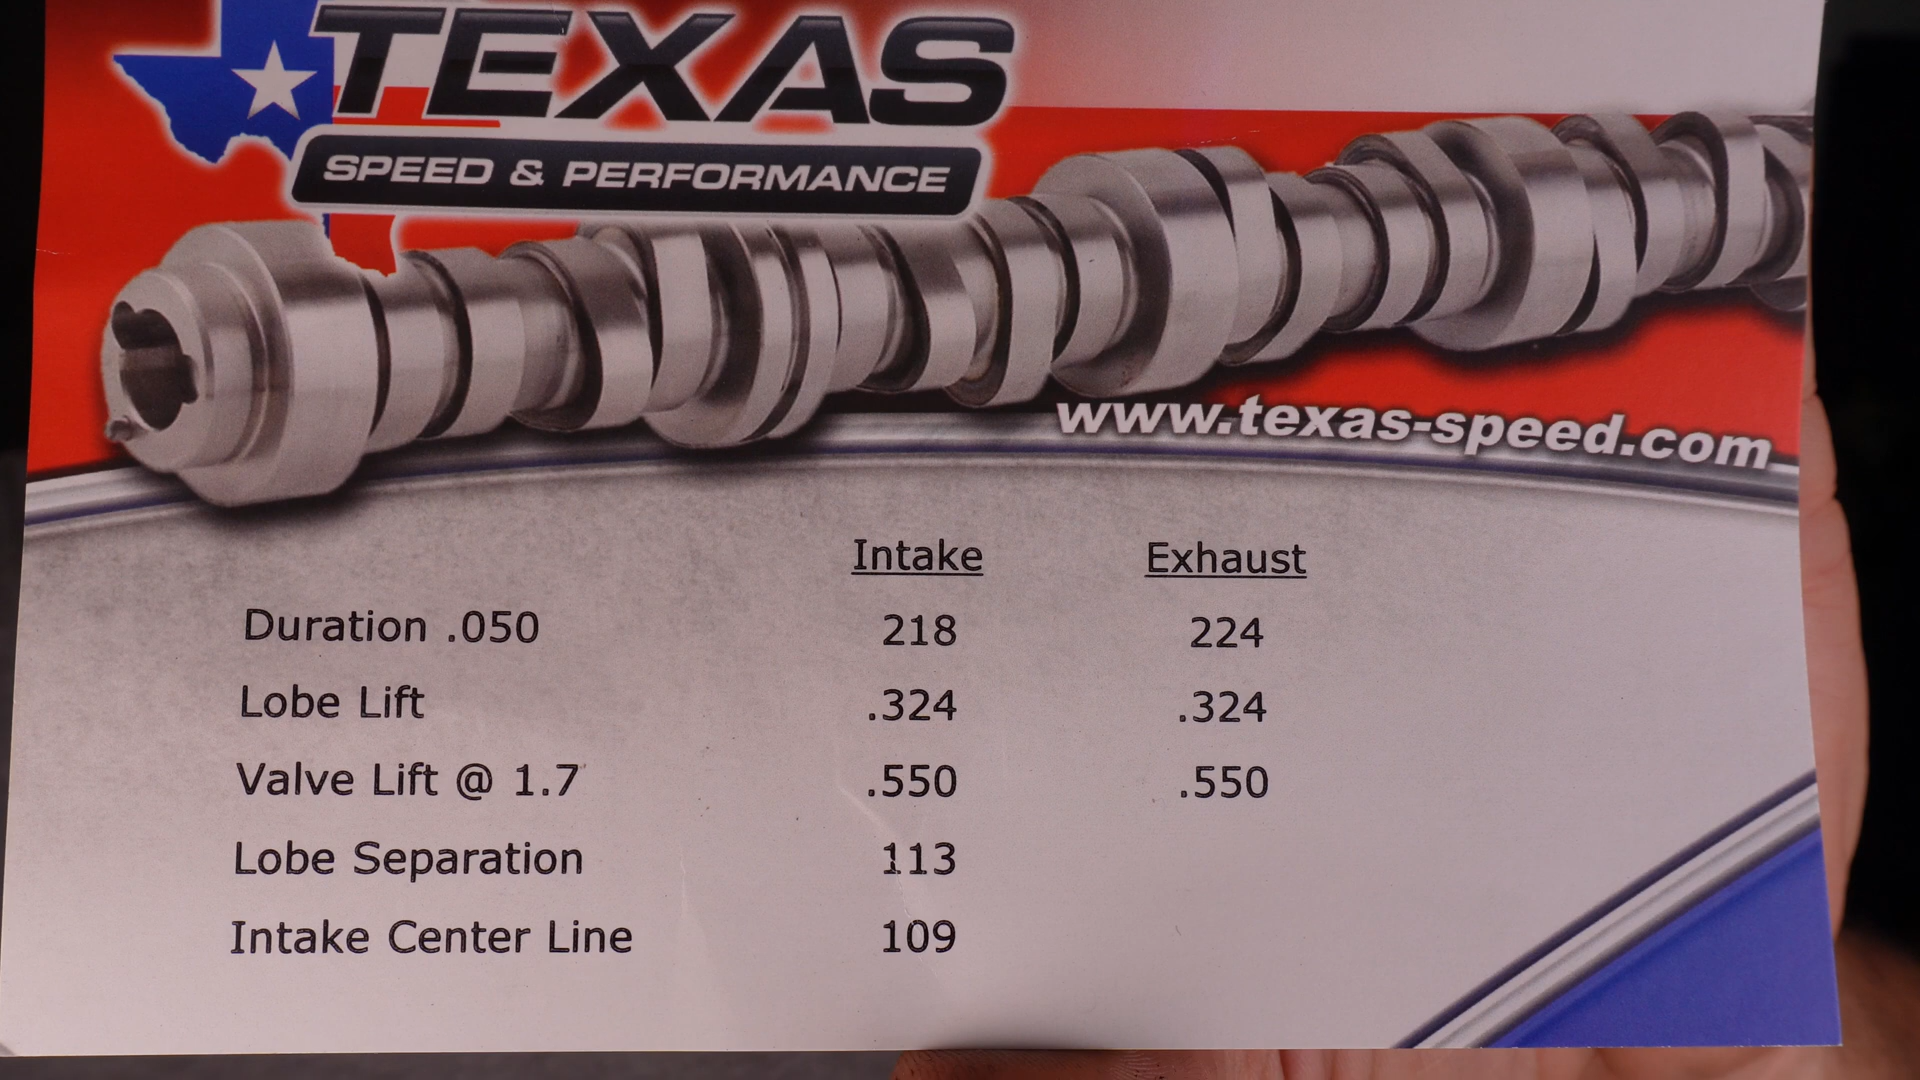 TEXAS
SPEED & PERFORMANCE
www.texas-speed.com
Intake Exhaust
Duration .050 218 224
Lobe Lift .324 .324
Valve Lift @ 1.7 .550 .550
Lobe Separation 113
Intake Center Line 109